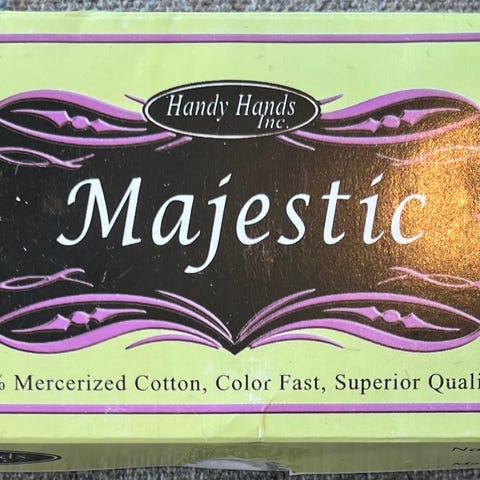 Handy Hands
Inc.
Majestic
% Mercerized Cotton, Color Fast, Superior Quali